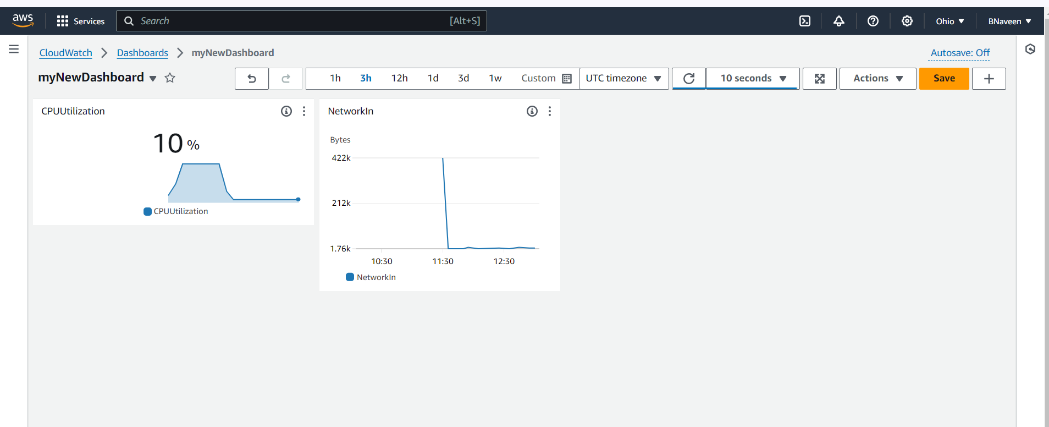 aws Services Search [Alt+S] Ohio ▼ BNaveen ▼
CloudWatch > Dashboards > myNewDashboard Autosave: Off
myNewDashboard ▼ 1h 3h 12h 1d 3d 1w Custom UTC timezone ▼ 10 seconds ▼ Actions ▼ Save +
CPUUtilization
10 %
CPUUtilization
NetworkIn
Bytes
422k
212k
1.76k
10:30 11:30 12:30
NetworkIn